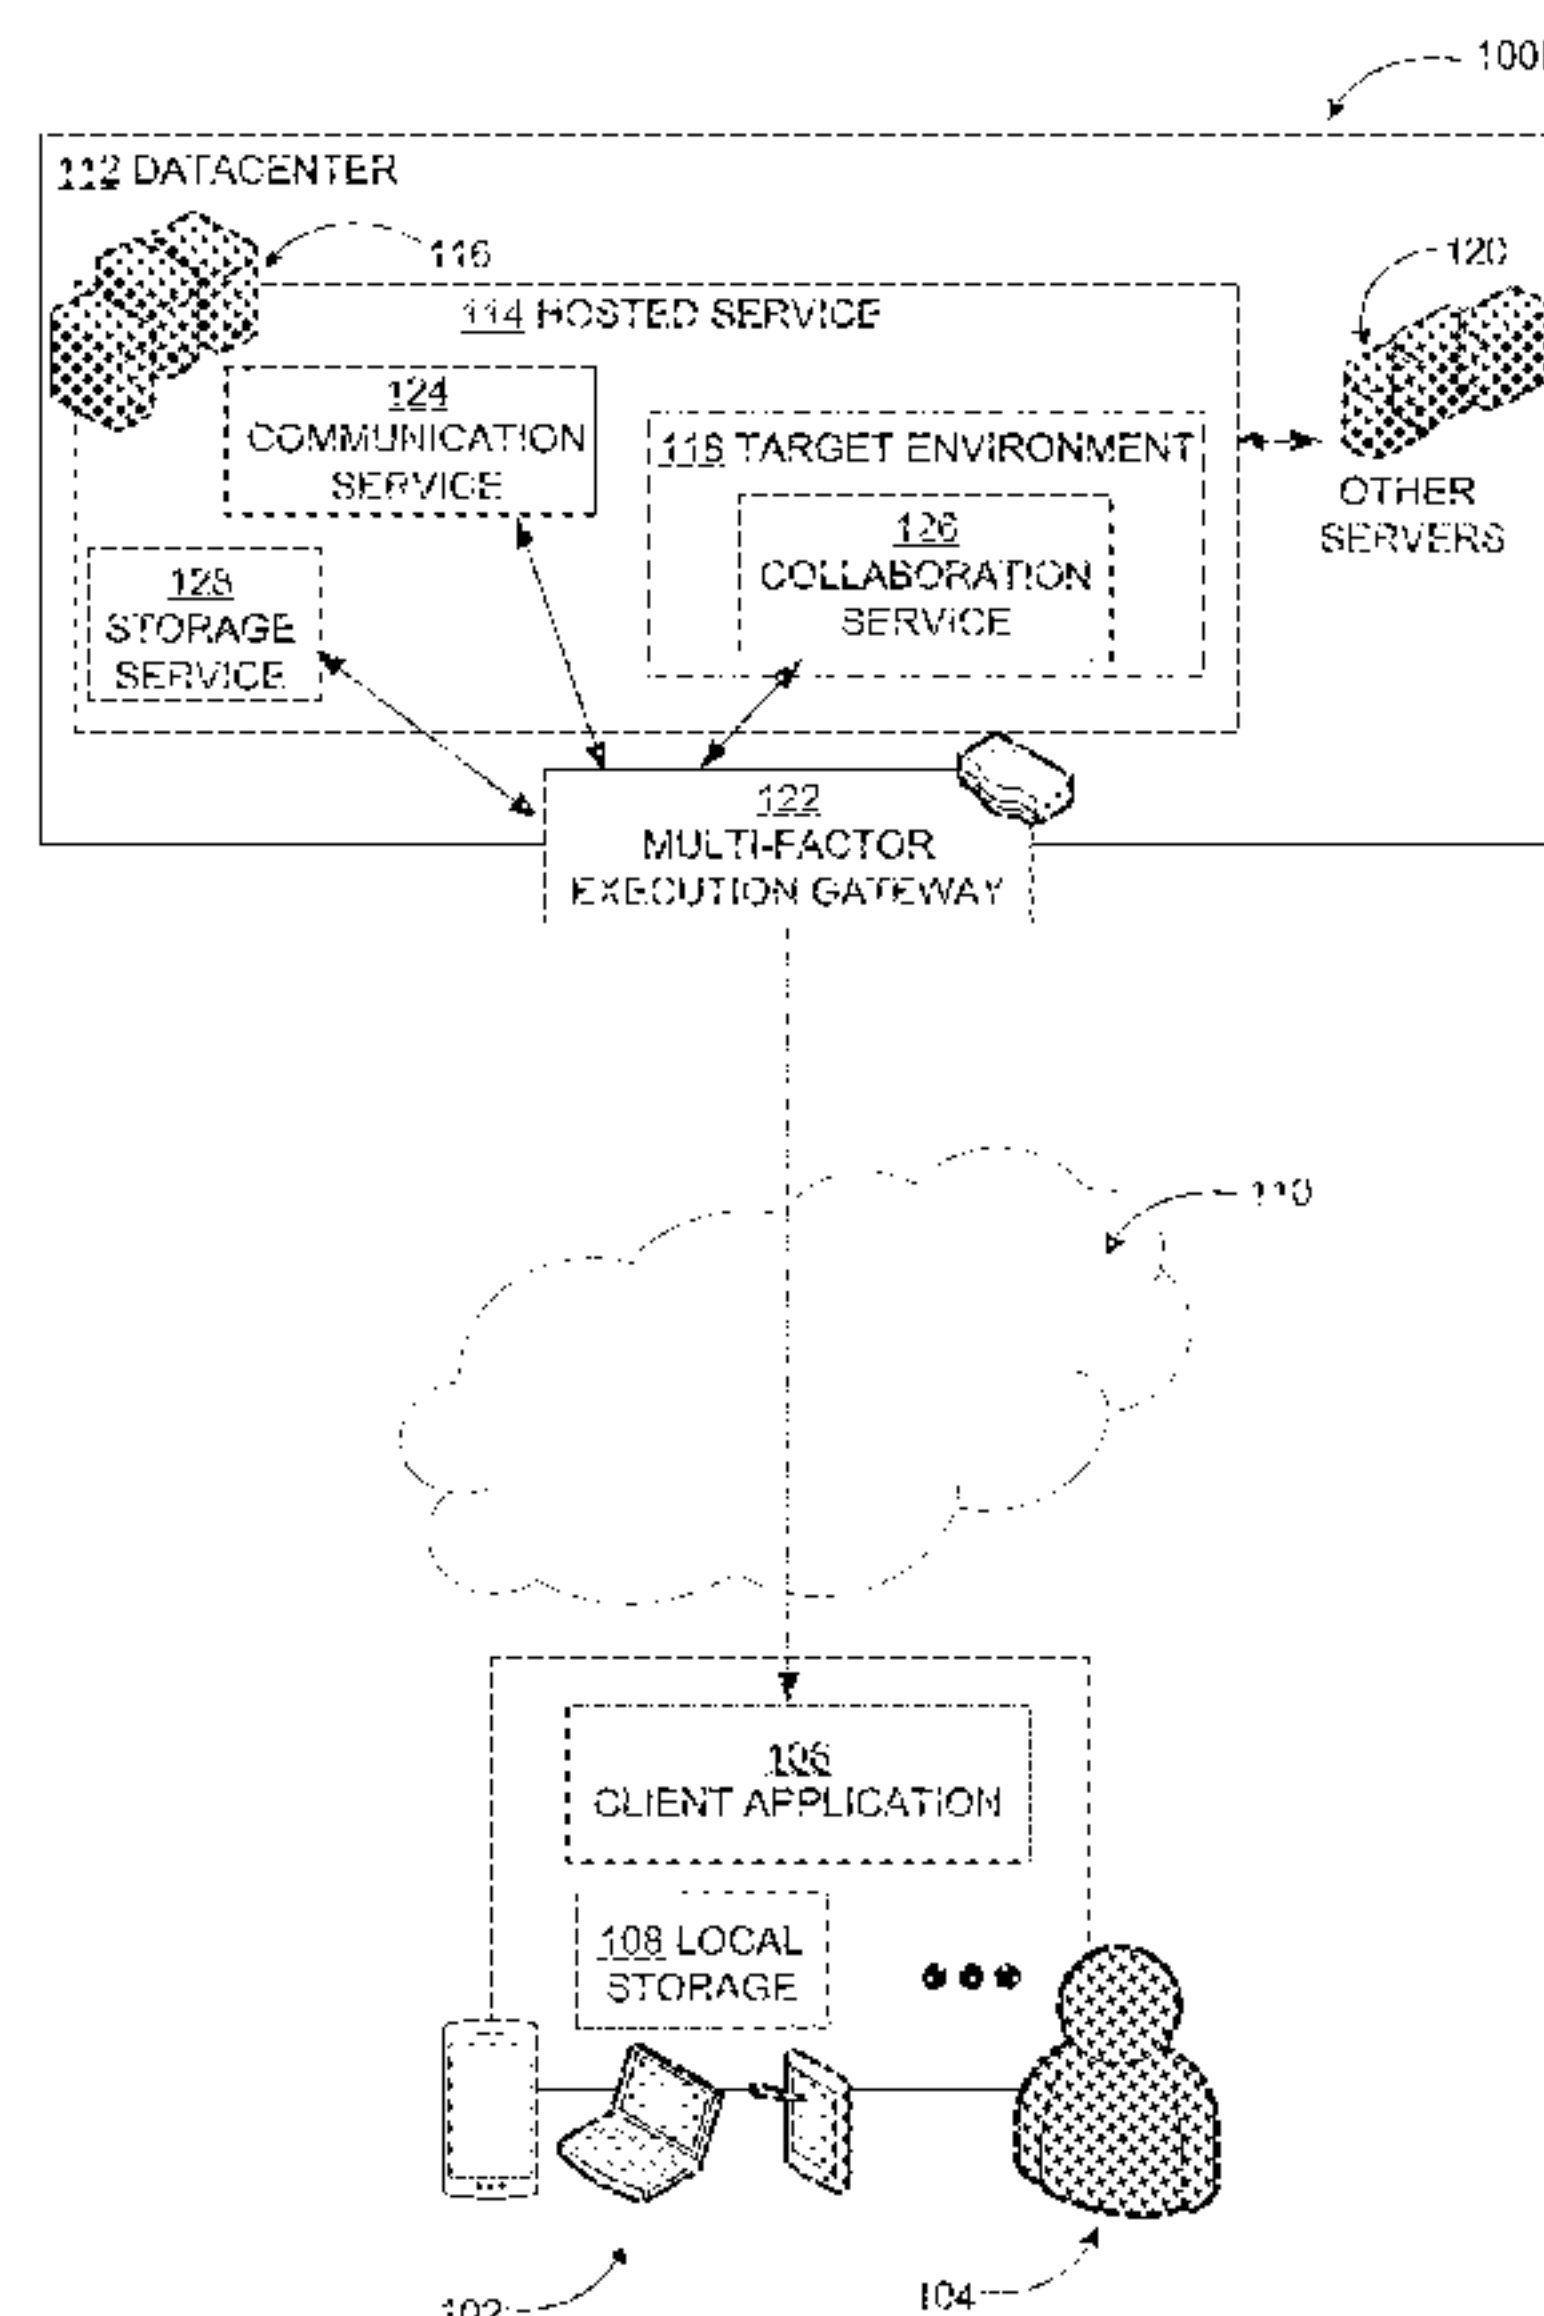 100
112 DATACENTER
116
120
114 HOSTED SERVICE
124
COMMUNICATION
SERVICE
118 TARGET ENVIRONMENT
126
COLLABORATION
SERVICE
OTHER
SERVERS
128
STORAGE
SERVICE
122
MULTI-FACTOR
EXECUTION GATEWAY
110
106
CLIENT APPLICATION
108 LOCAL
STORAGE
102
104